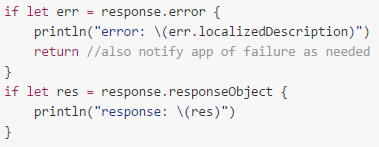 if let err = response.error {
    println("error: \(err.localizedDescription)")
    return //also notify app of failure as needed
}
if let res = response.responseObject {
    println("response: \(res)")
}